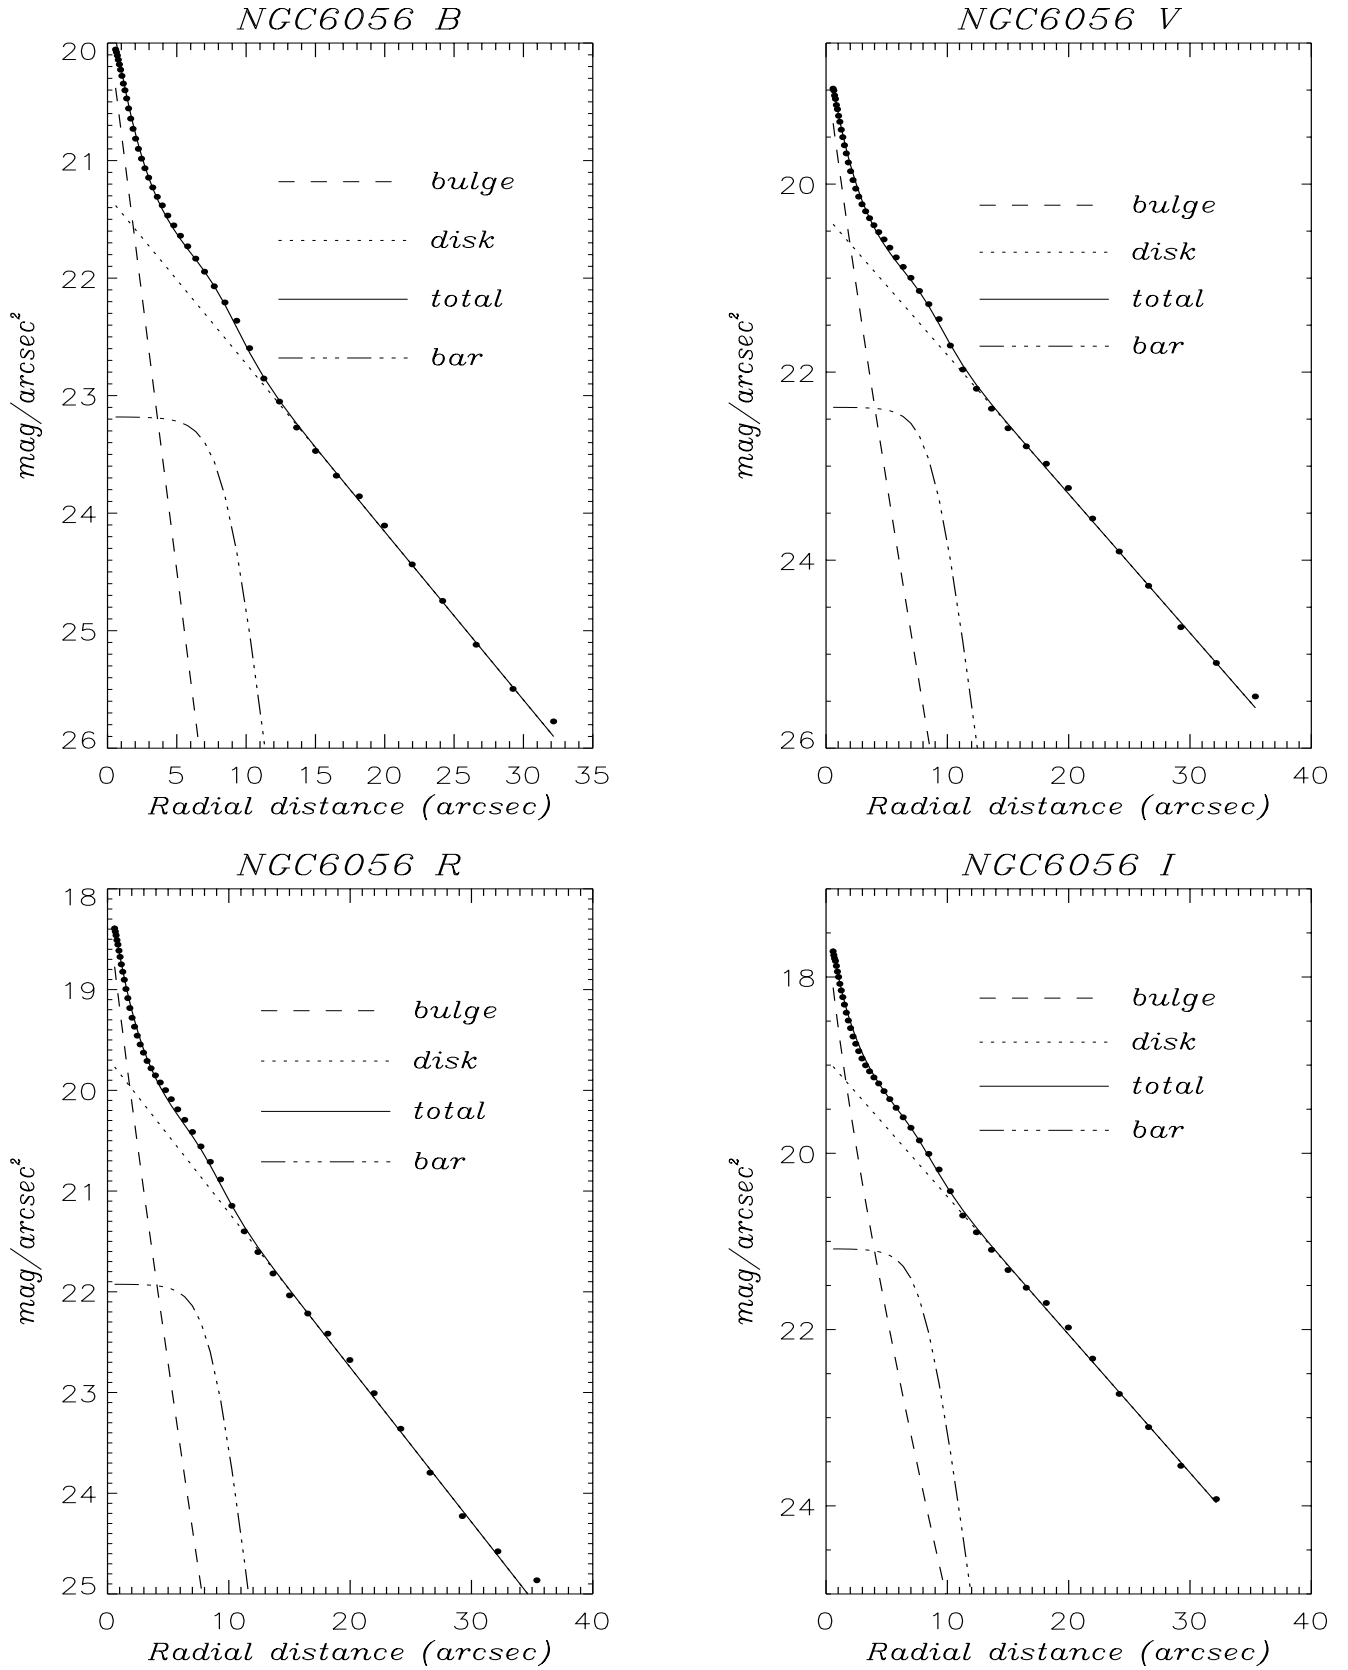 NGC6056 B
20
21
22
23
24
25
26
mag/arcsec²
bulge
disk
total
bar
0 5 10 15 20 25 30 35
Radial distance (arcsec)
NGC6056 V
20
22
24
26
mag/arcsec²
bulge
disk
total
bar
0 10 20 30 40
Radial distance (arcsec)
NGC6056 R
18
19
20
21
22
23
24
25
mag/arcsec²
bulge
disk
total
bar
0 10 20 30 40
Radial distance (arcsec)
NGC6056 I
18
20
22
24
mag/arcsec²
bulge
disk
total
bar
0 10 20 30 40
Radial distance (arcsec)